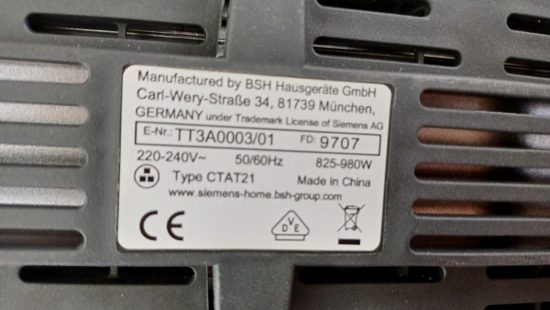 Manufactured by BSH Hausgeräte GmbH
Carl-Wery-Straße 34, 81739 München,
GERMANY under Trademark License of Siemens AG
E-Nr.: TT3A0003/01 FD: 9707
220-240V~ 50/60Hz 825-980W
Type CTAT21 Made in China
www.siemens-home.bsh-group.com
CE
VDE